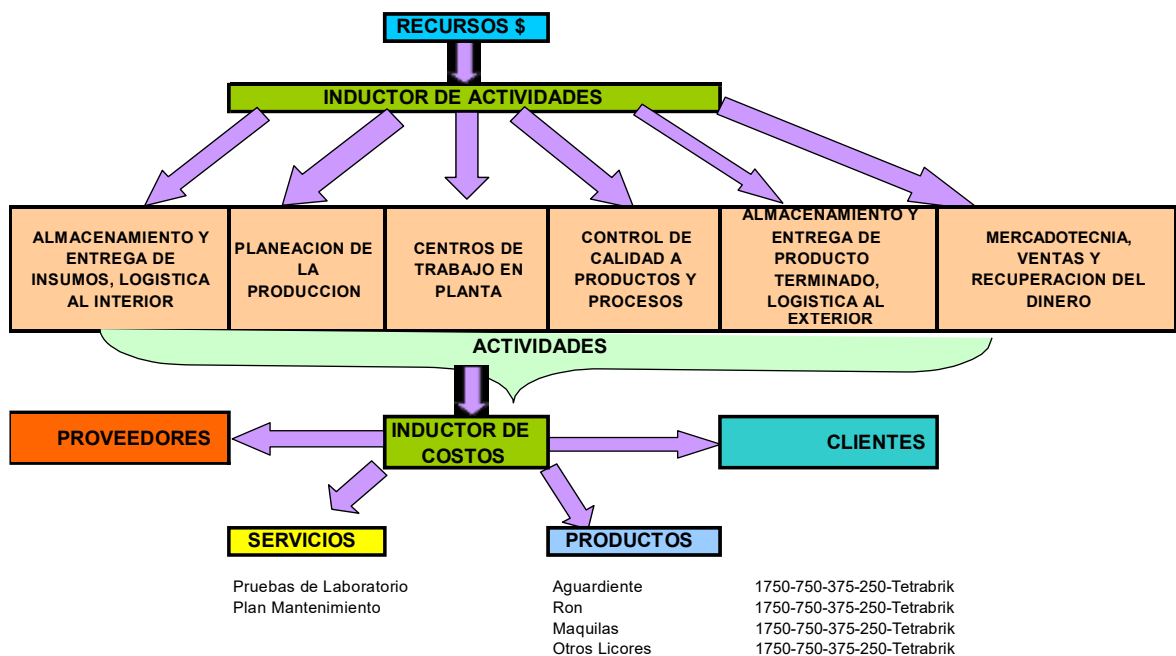 RECURSOS $
INDUCTOR DE ACTIVIDADES
ALMACENAMIENTO Y
ENTREGA DE
INSUMOS, LOGISTICA
AL INTERIOR
PLANEACION DE
LA
PRODUCCION
CENTROS DE
TRABAJO EN
PLANTA
CONTROL DE
CALIDAD A
PRODUCTOS Y
PROCESOS
ALMACENAMIENTO Y
ENTREGA DE
PRODUCTO
TERMINADO,
LOGISTICA AL
EXTERIOR
MERCADOTECNIA,
VENTAS Y
RECUPERACION DEL
DINERO
ACTIVIDADES
PROVEEDORES
INDUCTOR DE
COSTOS
CLIENTES
SERVICIOS
PRODUCTOS
Pruebas de Laboratorio
Plan Mantenimiento
Aguardiente 1750-750-375-250-Tetrabrik
Ron 1750-750-375-250-Tetrabrik
Maquilas 1750-750-375-250-Tetrabrik
Otros Licores 1750-750-375-250-Tetrabrik